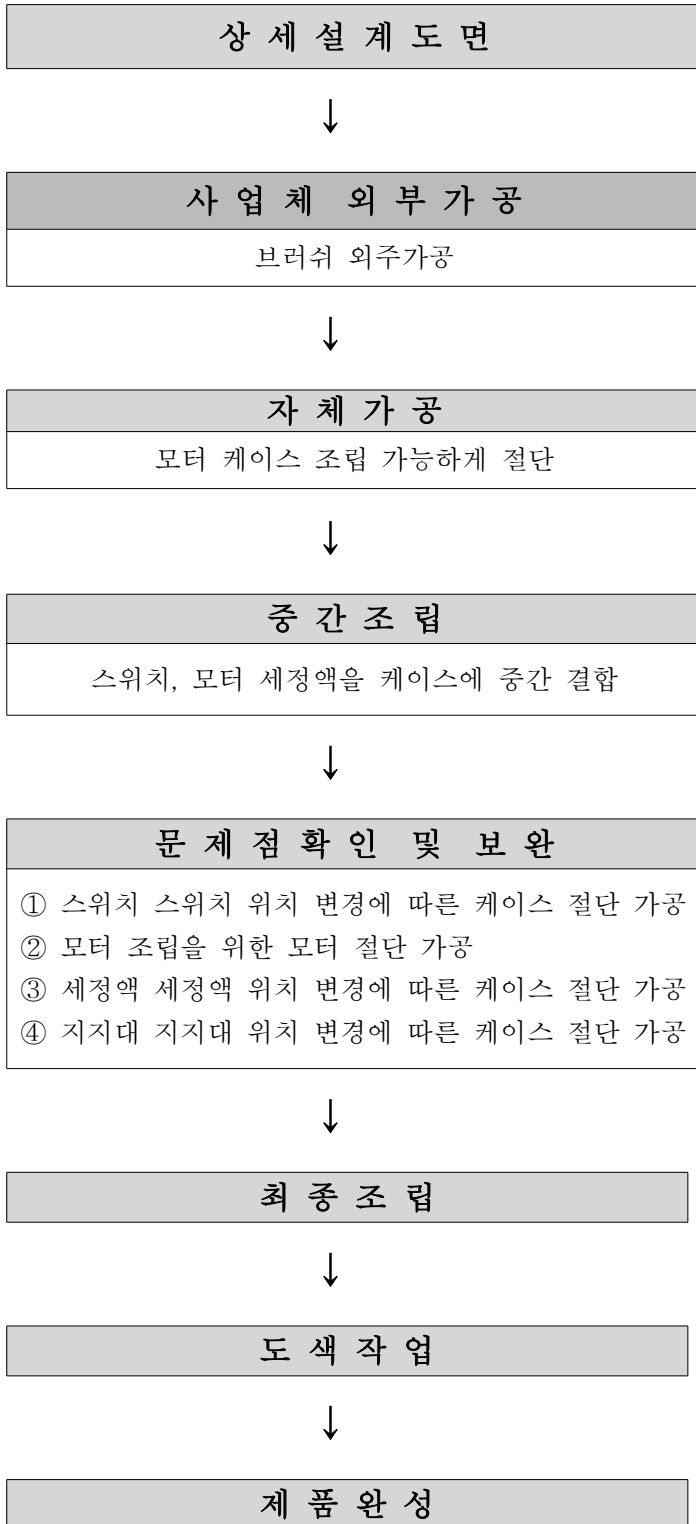 상 세 설 계 도 면
↓
사 업 체 외 부 가 공
브러쉬 외주가공
↓
자 체 가 공
모터 케이스 조립 가능하게 절단
↓
중 간 조 립
스위치, 모터 세정액을 케이스에 중간 결합
↓
문 제 점 확 인 및 보 완
① 스위치 스위치 위치 변경에 따른 케이스 절단 가공
② 모터 조립을 위한 모터 절단 가공
③ 세정액 세정액 위치 변경에 따른 케이스 절단 가공
④ 지지대 지지대 위치 변경에 따른 케이스 절단 가공
↓
최 종 조 립
↓
도 색 작 업
↓
제 품 완 성